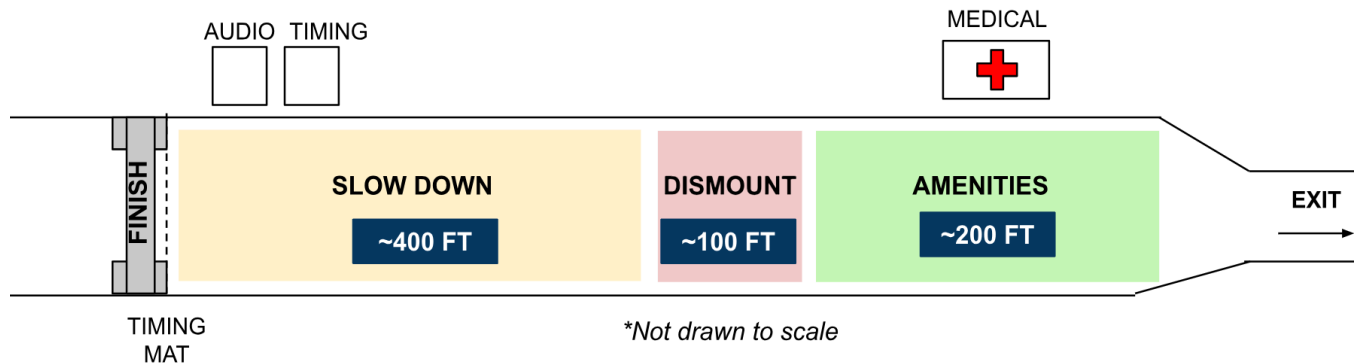 AUDIO TIMING
MEDICAL
FINISH
SLOW DOWN
~400 FT
DISMOUNT
~100 FT
AMENITIES
~200 FT
EXIT
TIMING
MAT
*Not drawn to scale